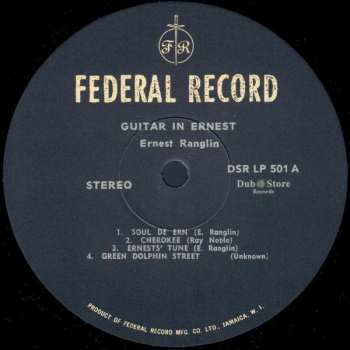 F R
FEDERAL RECORD
GUITAR IN ERNEST
Ernest Ranglin
DSR LP 501 A
STEREO
Dub Store
Records
1. SOUL DE ERN (E. Ranglin)
2. CHEROKEE (Ray Noble)
3. ERNESTS' TUNE (E. Ranglin)
4. GREEN DOLPHIN STREET (Unknown)
PRODUCT OF FEDERAL RECORD MFG. CO. LTD., JAMAICA, W. I.